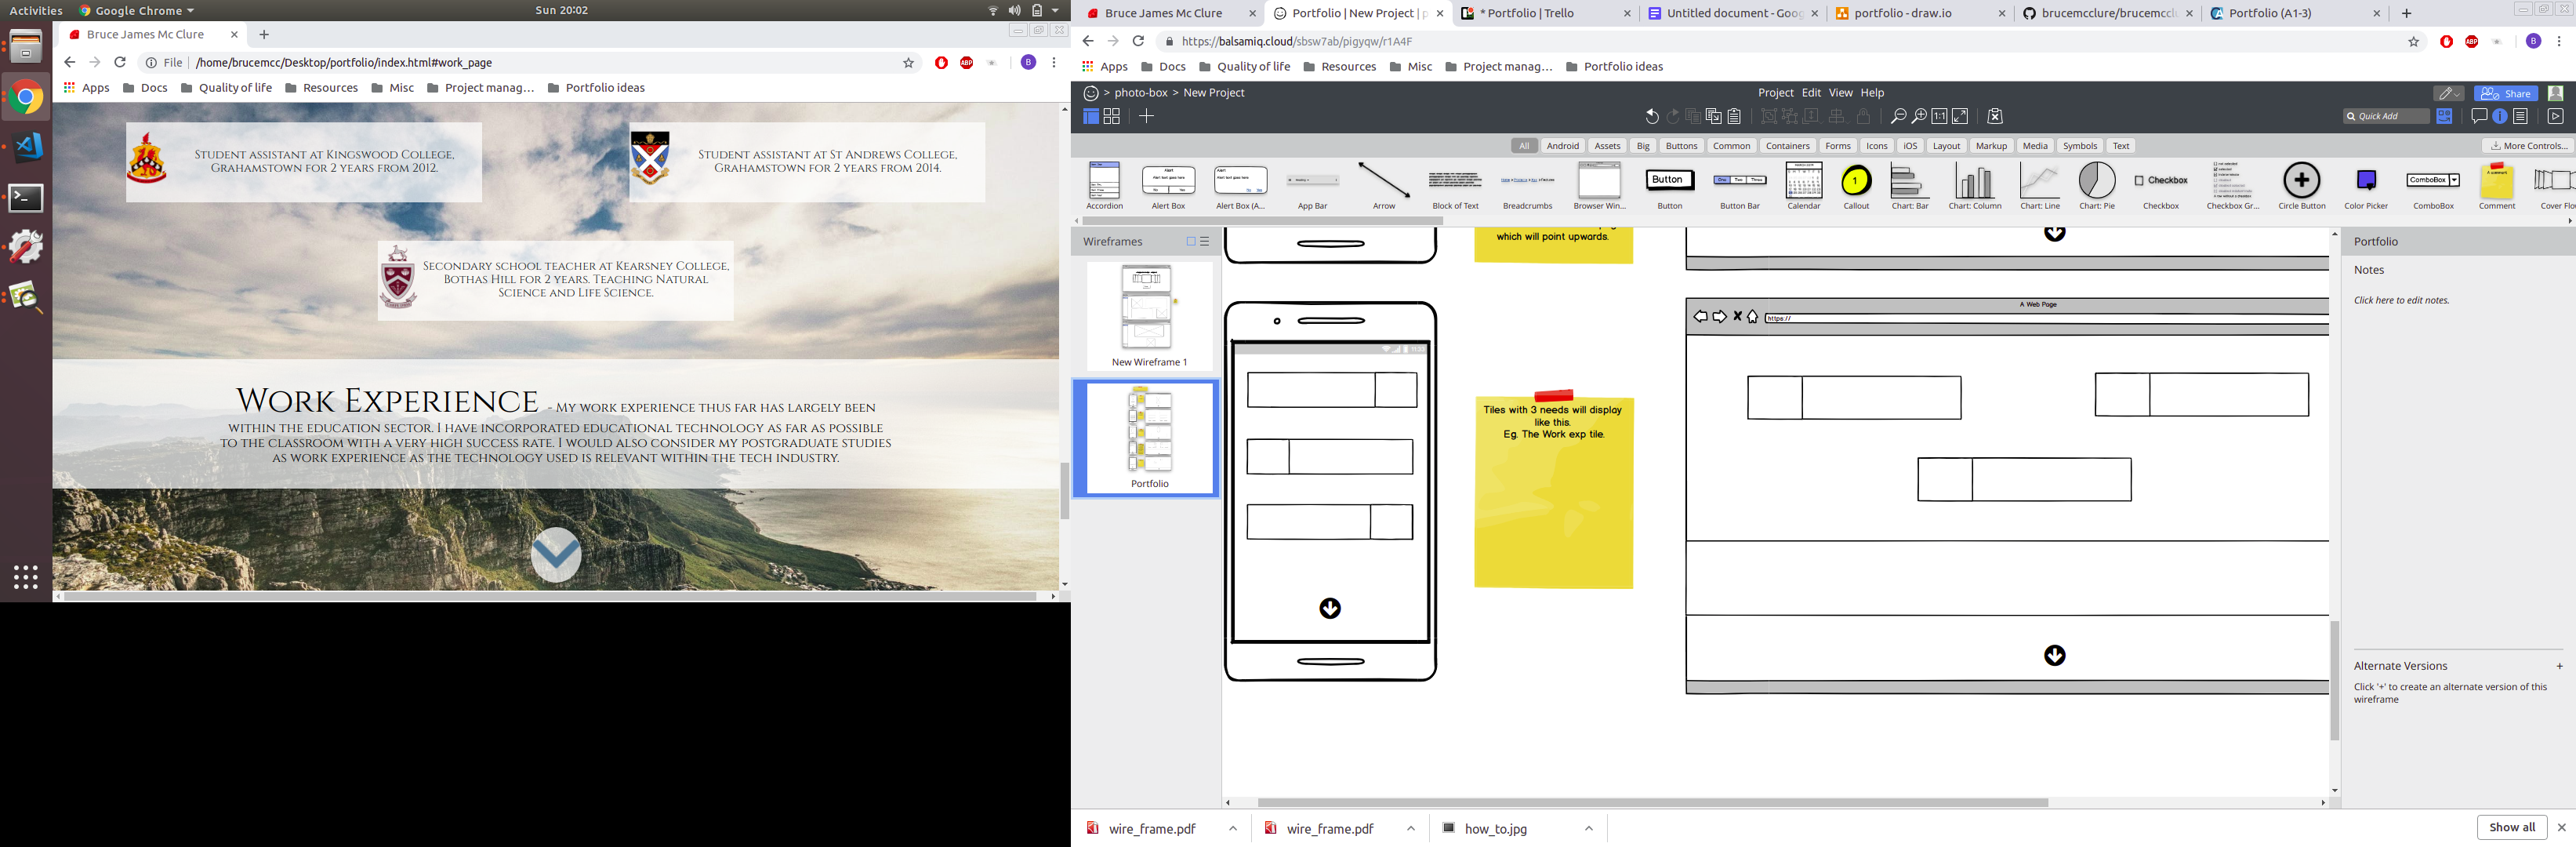 Activities Google Chrome Sun 20:02
Bruce James Mc Clure
File /home/brucemcc/Desktop/portfolio/index.html#work_page
Apps Docs Quality of life Resources Misc Project manag... Portfolio ideas
Student assistant at Kingswood College,
Grahamstown for 2 years from 2012.
Student assistant at St Andrews College,
Grahamstown for 2 years from 2014.
Secondary school teacher at Kearsney College,
Bothas Hill for 2 years. Teaching Natural
Science and Life Science.
Work Experience - My work experience thus far has largely been
within the education sector. I have incorporated educational technology as far as possible
to the classroom with a very high success rate. I would also consider my postgraduate studies
as work experience as the technology used is relevant within the tech industry.
Bruce James Mc Clure Portfolio | New Project | p * Portfolio | Trello Untitled document - Goog portfolio - draw.io brucemcclure/brucemccl Portfolio (A1-3)
https://balsamiq.cloud/sbsw7ab/pigyqw/r1A4F
Apps Docs Quality of life Resources Misc Project manag... Portfolio ideas
> photo-box > New Project Project Edit View Help Share
1:1 Quick Add
All Android Assets Big Buttons Common Containers Forms Icons iOS Layout Markup Media Symbols Text More Controls...
Accordion Alert Box Alert Box (A... App Bar Arrow Block of Text Breadcrumbs Browser Win... Button Button Bar Calendar Callout Chart: Bar Chart: Column Chart: Line Chart: Pie Checkbox Checkbox Gr... Circle Button Color Picker ComboBox Comment Cover Flo
Wireframes
New Wireframe 1
Portfolio
which will point upwards.
Tiles with 3 needs will display
like this.
Eg. The Work exp tile.
A Web Page
https://
Portfolio
Notes
Click here to edit notes.
Alternate Versions +
Click '+' to create an alternate version of this
wireframe
wire_frame.pdf wire_frame.pdf how_to.jpg Show all